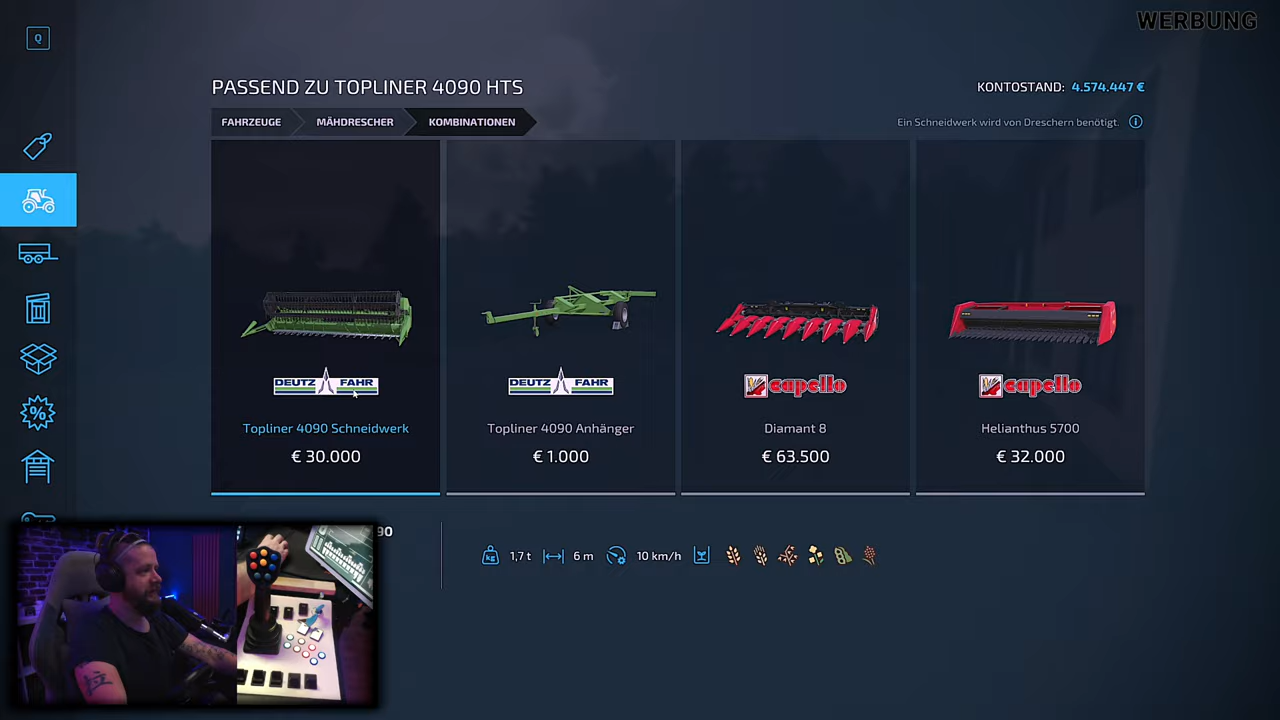 WERBUNG
Q
PASSEND ZU TOPLINER 4090 HTS
KONTOSTAND: 4.574.447 €
FAHRZEUGE
MÄHDRESCHER
KOMBINATIONEN
Ein Schneidwerk wird von Dreschern benötigt.
DEUTZ FAHR
Topliner 4090 Schneidwerk
€ 30.000
DEUTZ FAHR
Topliner 4090 Anhänger
€ 1.000
capello
Diamant 8
€ 63.500
capello
Helianthus 5700
€ 32.000
90
KG 1,7 t
6 m
10 km/h